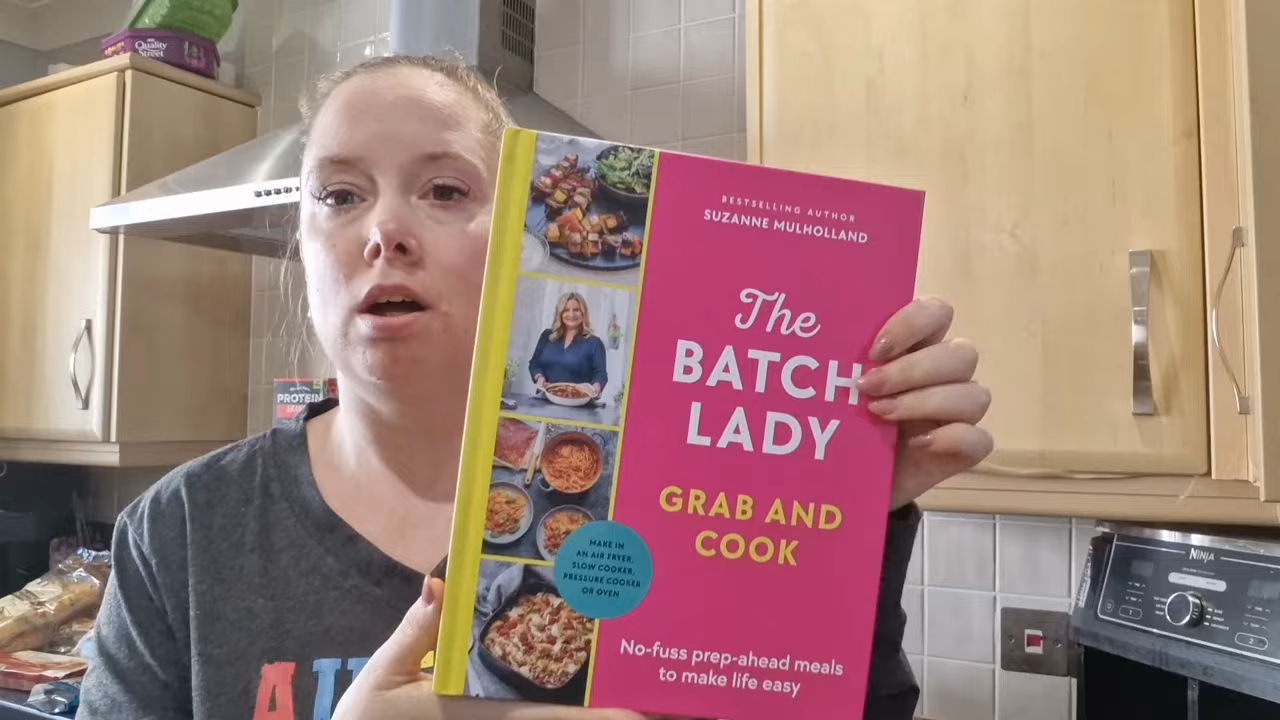 Quality
Street
PROTEIN
BESTSELLING AUTHOR
SUZANNE MULHOLLAND
The
BATCH
LADY
GRAB AND
COOK
MAKE IN
AN AIR FRYER,
SLOW COOKER,
PRESSURE COOKER
OR OVEN
No-fuss prep-ahead meals
to make life easy
NINJA